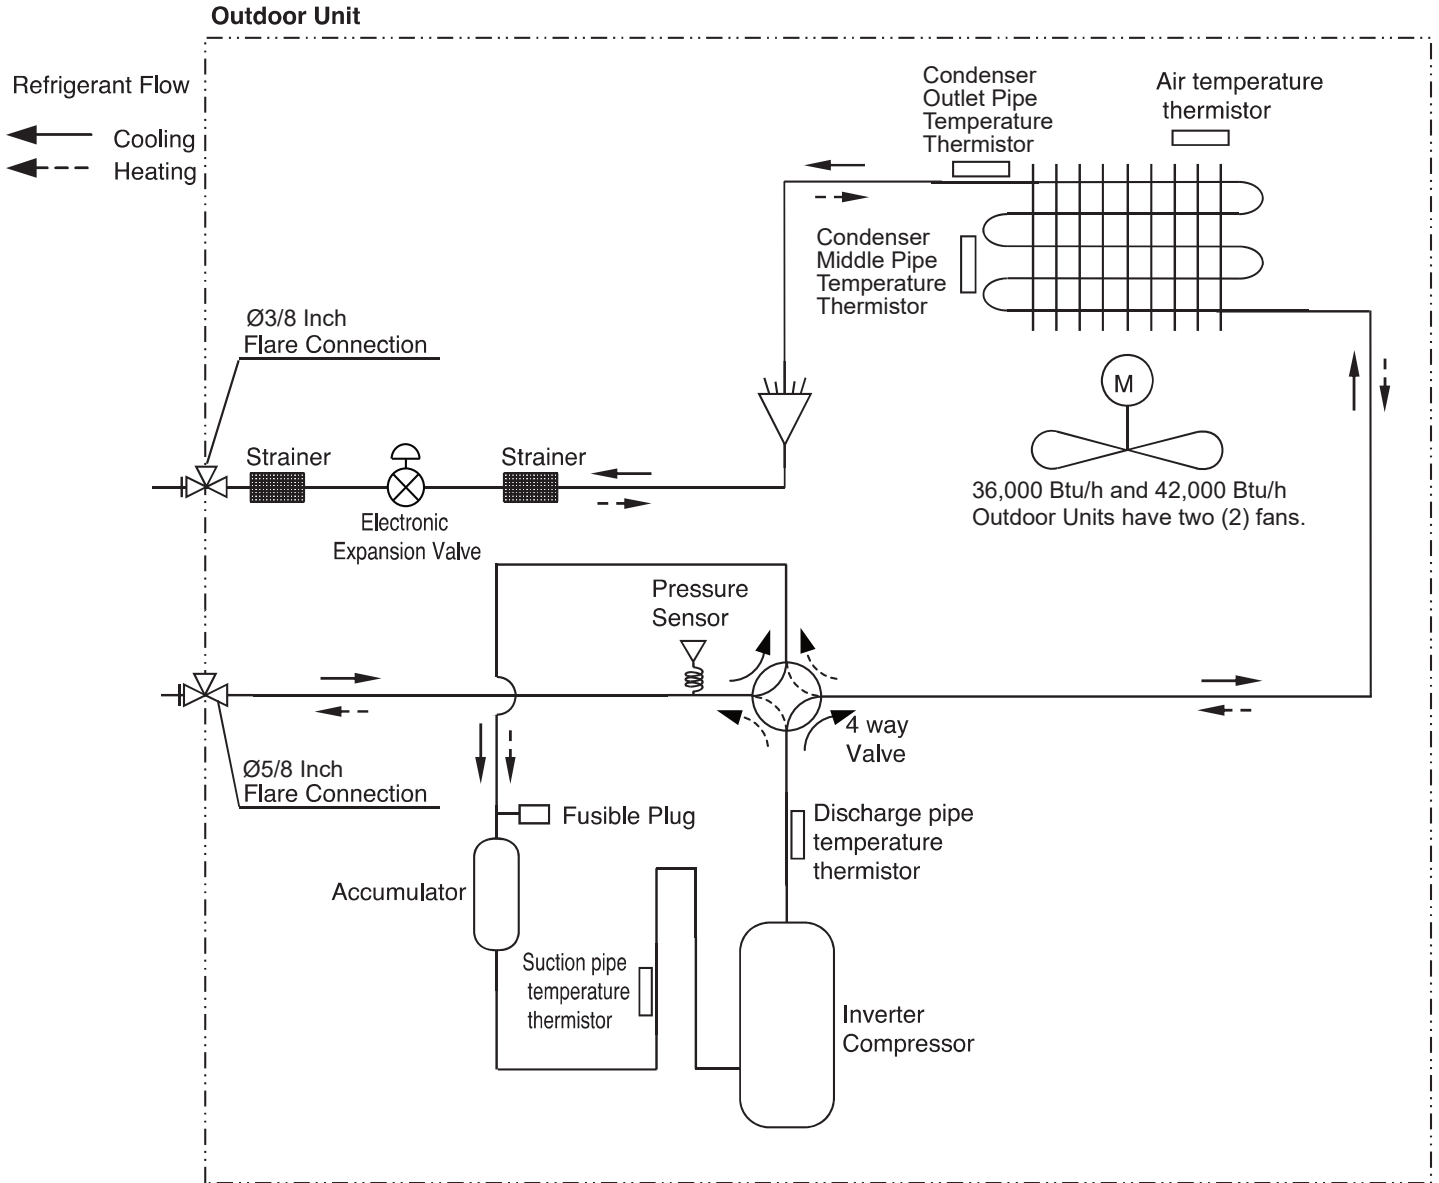 Outdoor Unit
Refrigerant Flow
Cooling
Heating
Condenser
Outlet Pipe
Temperature
Thermistor
Air temperature
thermistor
Condenser
Middle Pipe
Temperature
Thermistor
Ø3/8 Inch
Flare Connection
M
Strainer
Strainer
36,000 Btu/h and 42,000 Btu/h
Outdoor Units have two (2) fans.
Electronic
Expansion Valve
Pressure
Sensor
4 way
Valve
Ø5/8 Inch
Flare Connection
Fusible Plug
Discharge pipe
temperature
thermistor
Accumulator
Suction pipe
temperature
thermistor
Inverter
Compressor